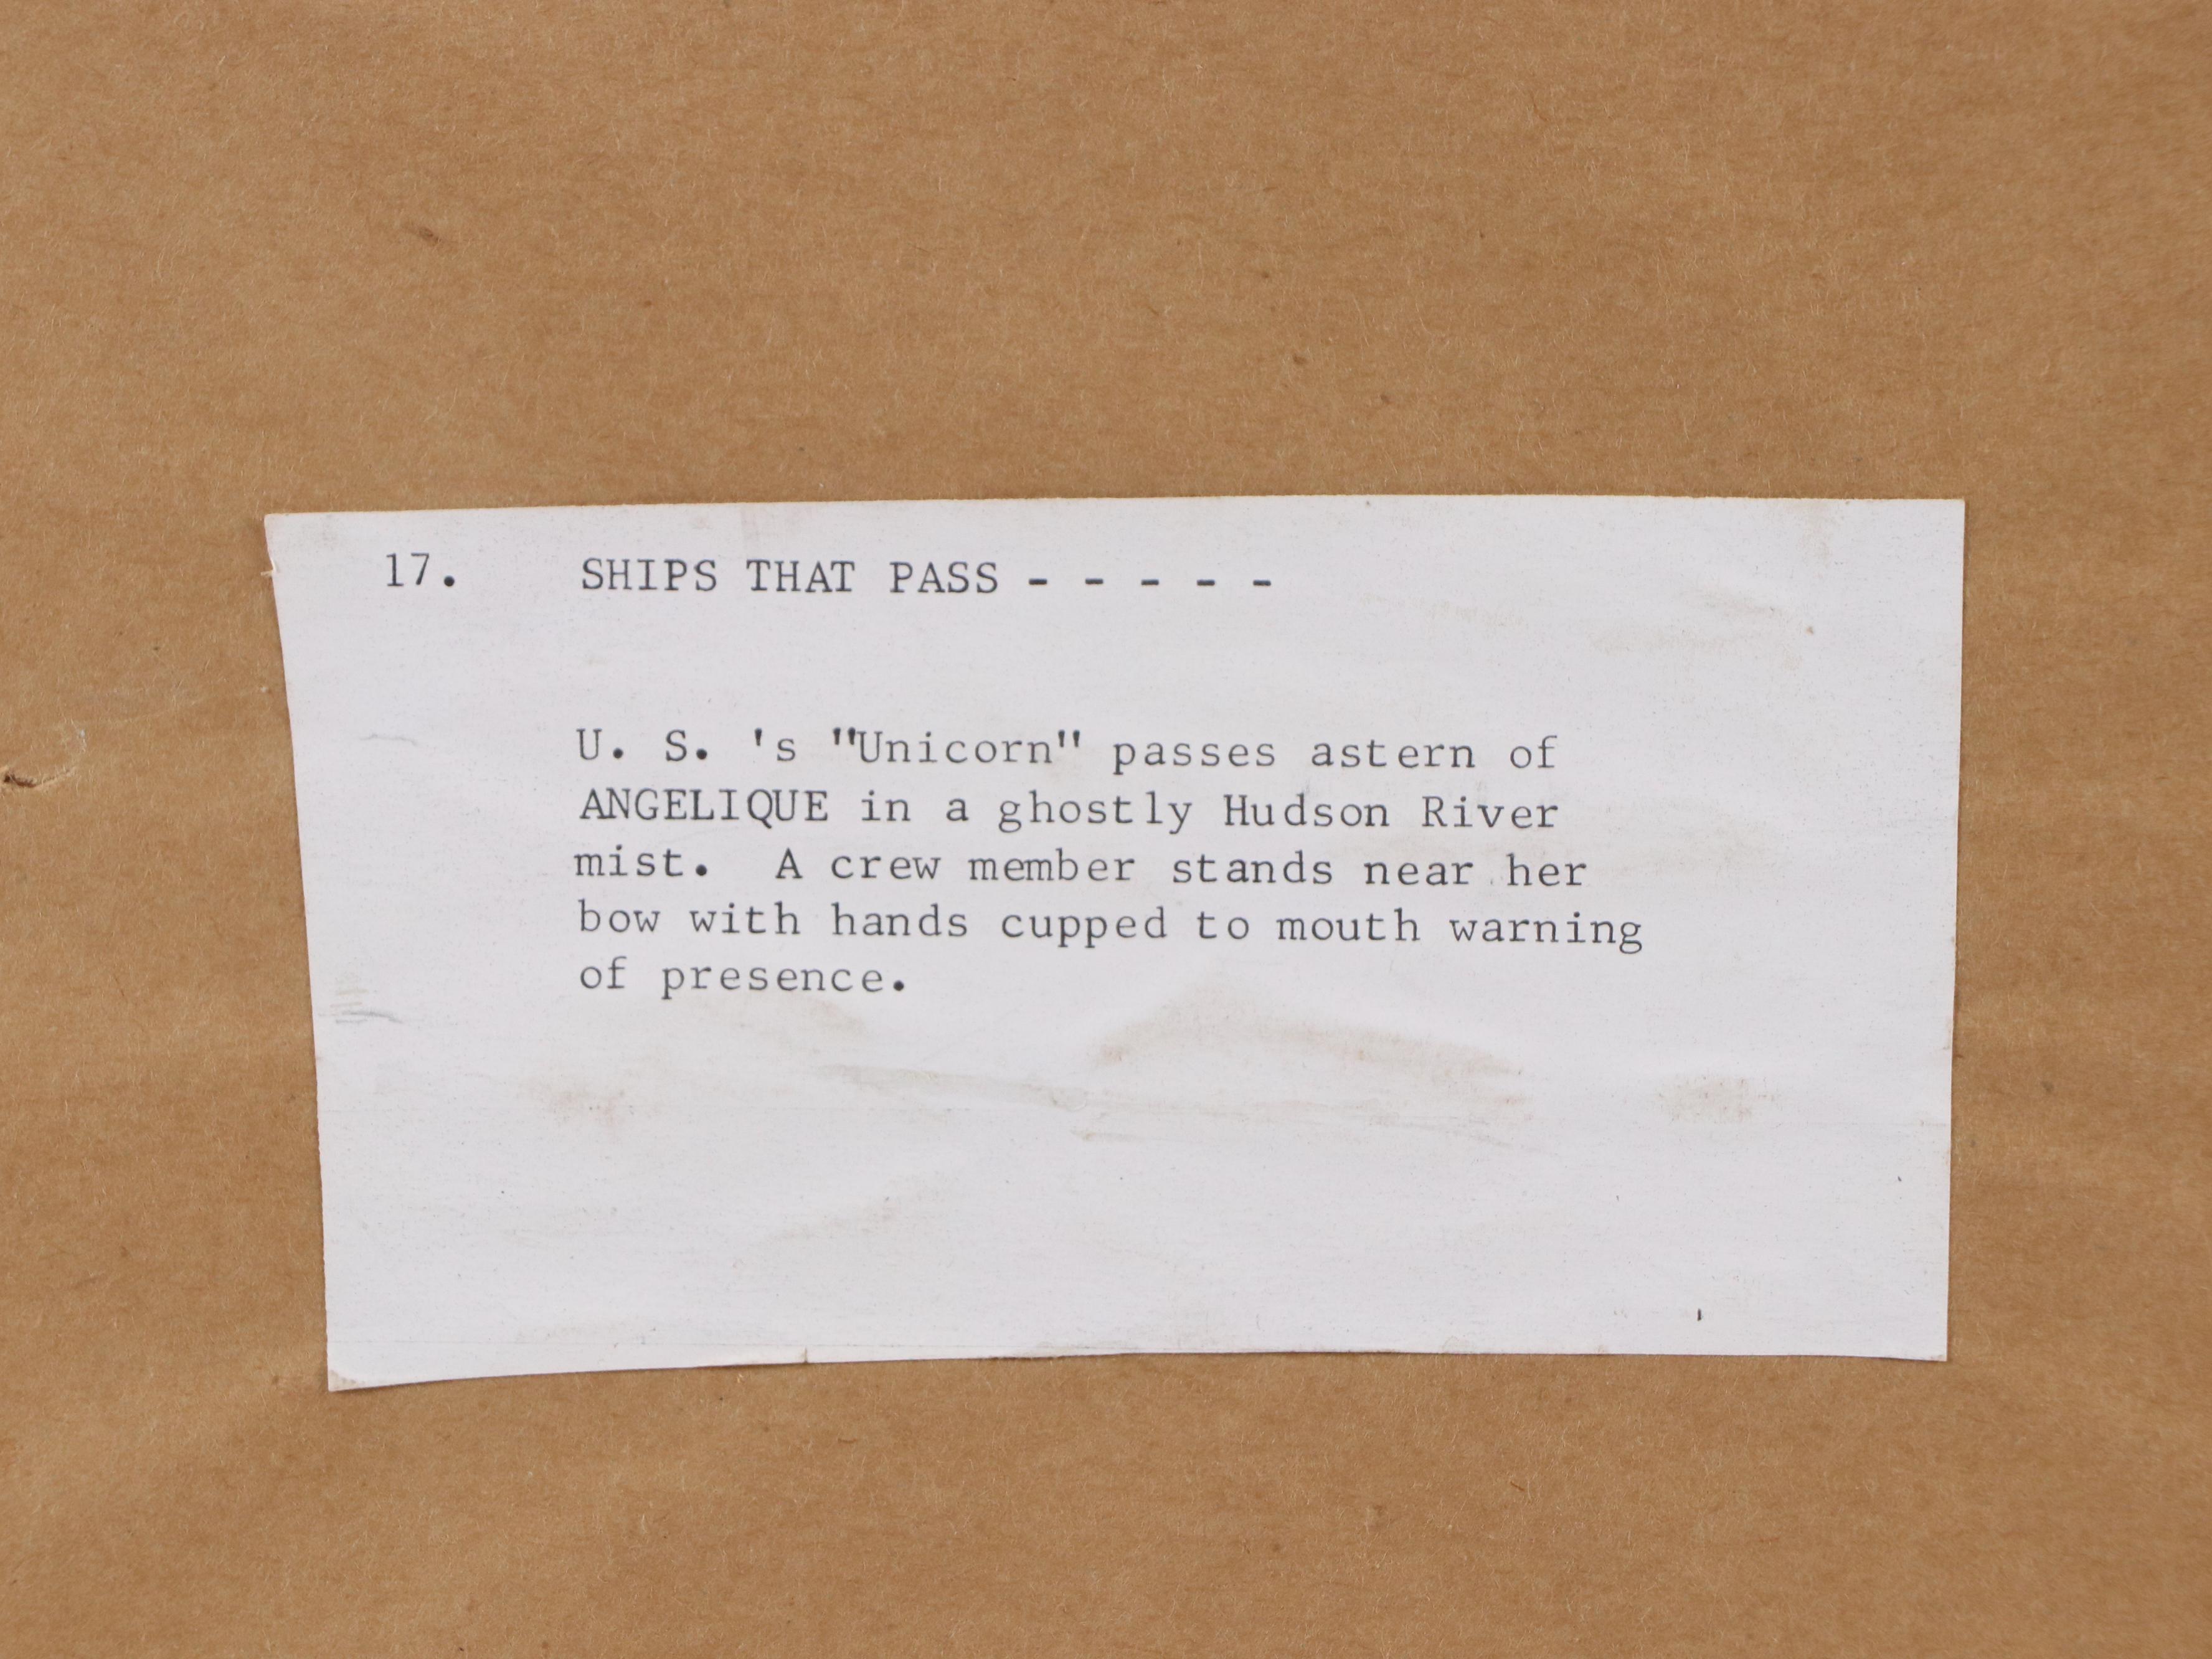 17. SHIPS THAT PASS - - - - -
U. S. 's "Unicorn" passes astern of
ANGELIQUE in a ghostly Hudson River
mist. A crew member stands near her
bow with hands cupped to mouth warning
of presence.